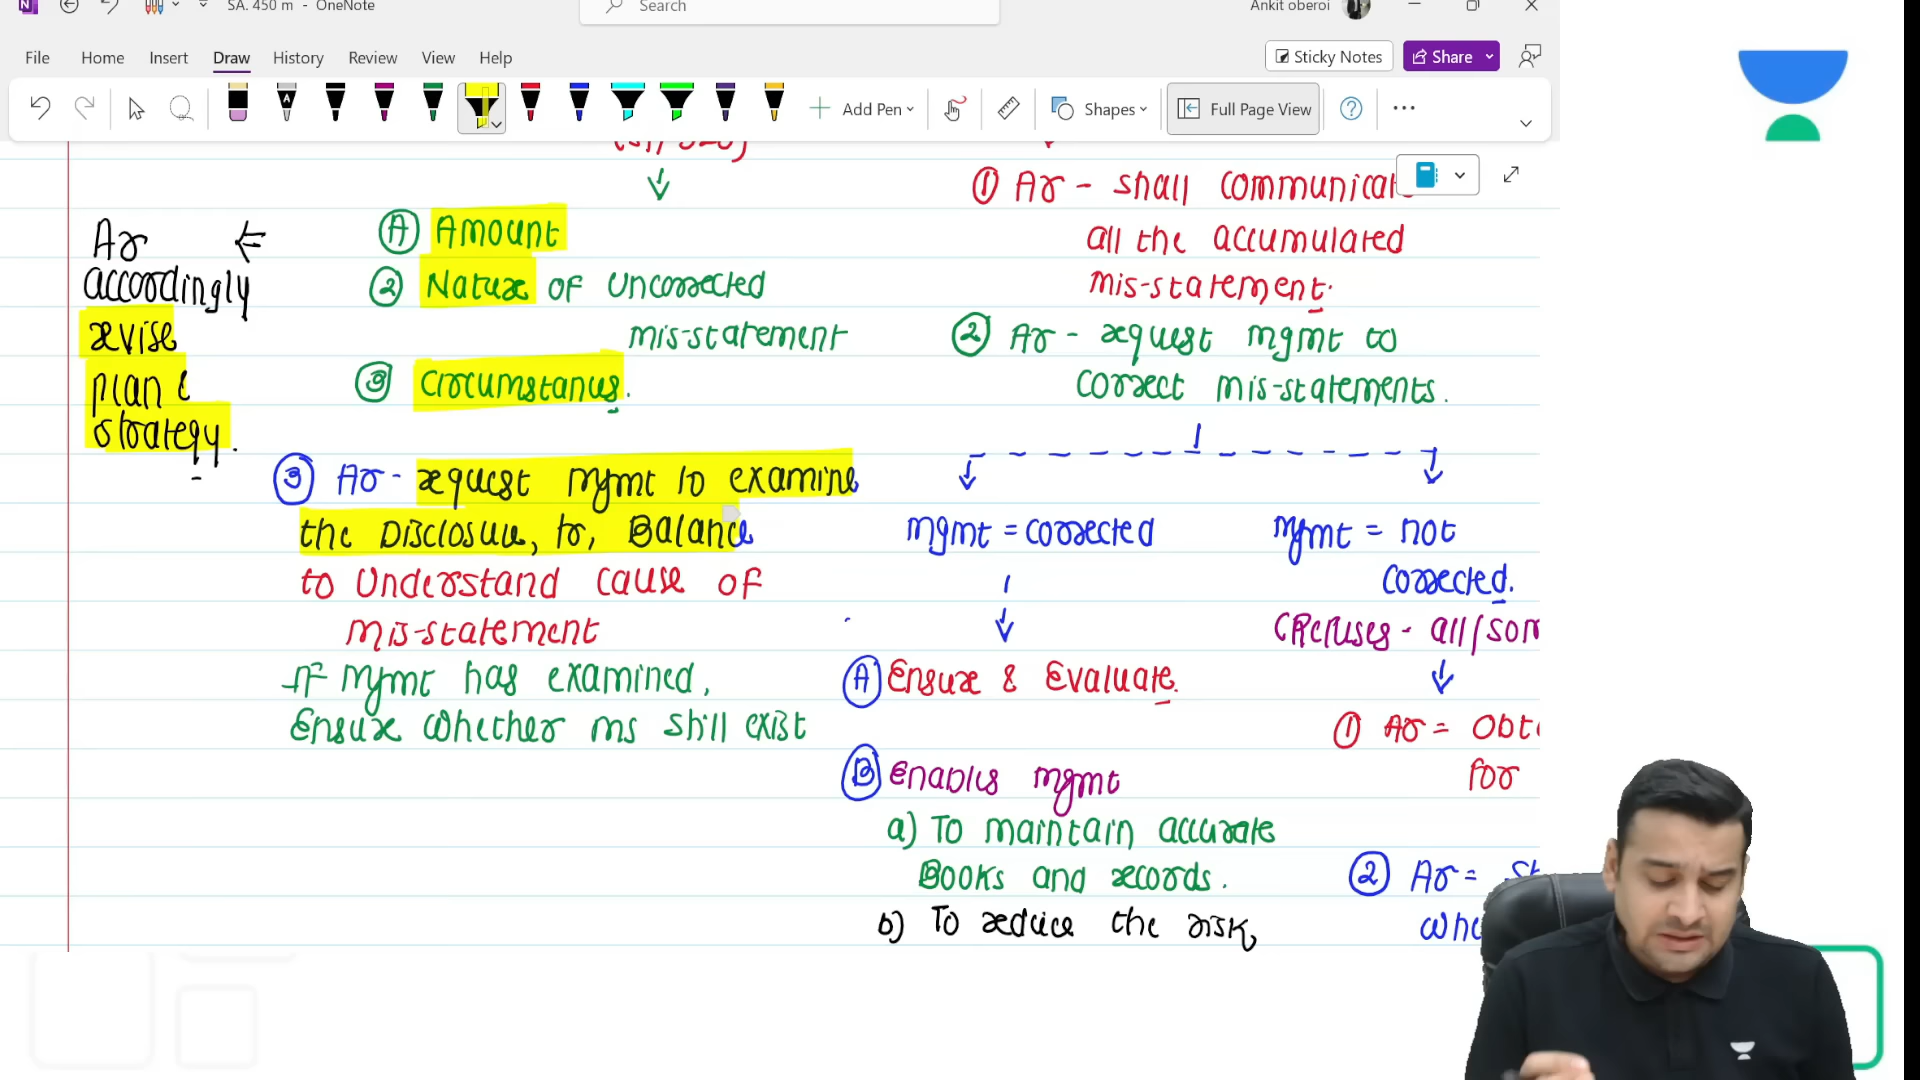 SA. 450 m - OneNote
Search
Ankit oberoi
File Home Insert Draw History Review View Help
Sticky Notes
Share
Add Pen
Shapes
Full Page View
Ar
accordingly
revise
plan &
strategy.
A Amount
2 Nature of Uncorrected
mis-statement
3 Circumstances.
3 Ar - request mgmt to examine
the Disclosure, tr, Balance
to Understand cause of
mis-statement
If mgmt has examined,
Ensure whether ms still exist
1 Ar - shall communicat
all the accumulated
mis-statement.
2 Ar - request mgmt to
correct mis-statements.
mgmt = corrected
A Ensure & Evaluate.
B Enables mgmt
a) To maintain accurate
Books and records.
b) To reduce the risk,
mgmt = not
corrected.
(Refuses - all/som
1 Ar = Obt
for
2 Ar = s
whe